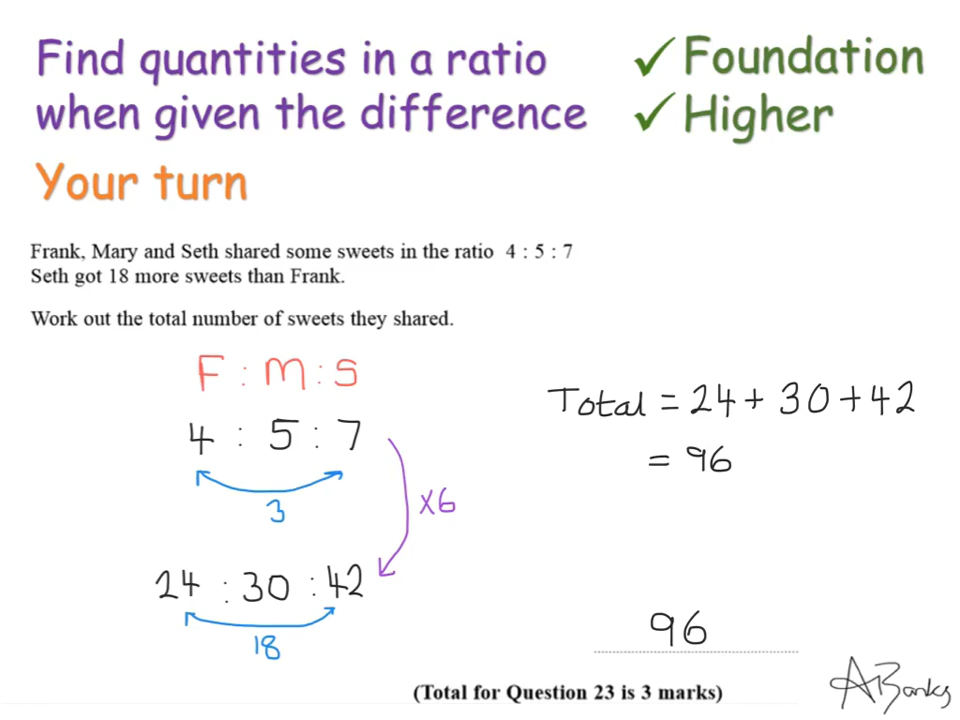 Find quantities in a ratio
when given the difference
✓ Foundation
✓ Higher
Your turn
Frank, Mary and Seth shared some sweets in the ratio 4 : 5 : 7
Seth got 18 more sweets than Frank.
Work out the total number of sweets they shared.
F : M : S
4 : 5 : 7
3
×6
24 : 30 : 42
18
Total = 24 + 30 + 42
= 96
96
(Total for Question 23 is 3 marks)
A Banks